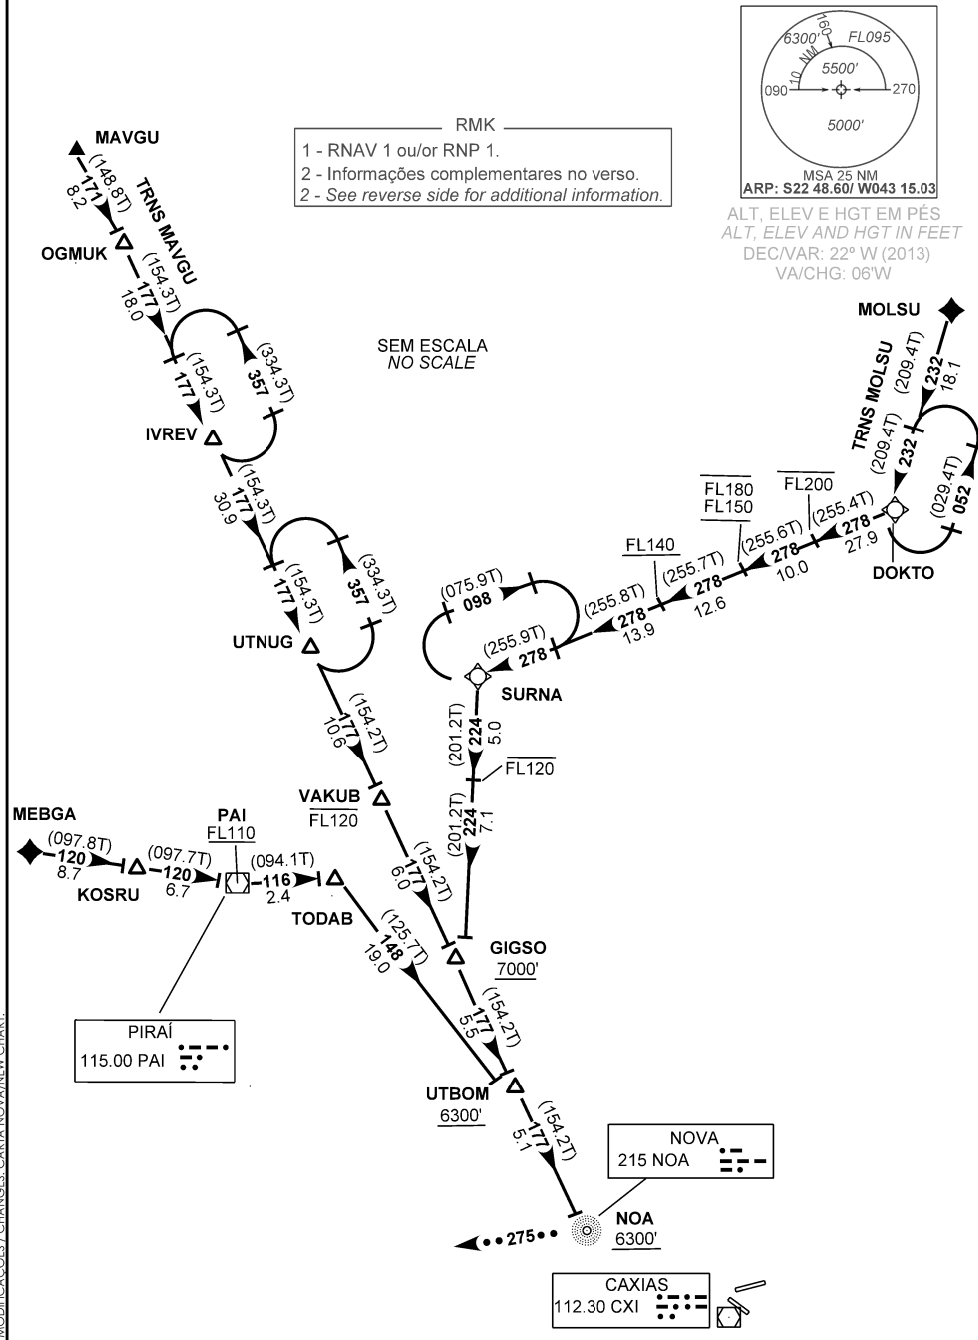 6300'
160
FL095
10 NM
5500'
090
270
5000'
MSA 25 NM
ARP: S22 48.60/ W043 15.03
ALT, ELEV E HGT EM PÉS
ALT, ELEV AND HGT IN FEET
DEC/VAR: 22º W (2013)
VA/CHG: 06'W
RMK
1 - RNAV 1 ou/or RNP 1.
2 - Informações complementares no verso.
2 - See reverse side for additional information.
SEM ESCALA
NO SCALE
MAVGU
(148.8T)
171
8.2
TRNS MAVGU
OGMUK
(154.3T)
177
18.0
(154.3T)
177
(334.3T)
357
IVREV
(154.3T)
177
30.9
(154.3T)
177
(334.3T)
357
UTNUG
(154.2T)
177
10.6
VAKUB
FL120
(154.2T)
177
6.0
MOLSU
(209.4T)
232
18.1
TRNS MOLSU
(209.4T)
232
(029.4T)
052
DOKTO
(255.4T)
278
27.9
FL200
(255.6T)
278
10.0
FL180
FL150
(255.7T)
278
12.6
FL140
(255.8T)
278
13.9
(255.9T)
278
(075.9T)
098
SURNA
(201.2T)
224
5.0
FL120
(201.2T)
224
7.1
MEBGA
(097.8T)
120
8.7
KOSRU
(097.7T)
120
6.7
PAI
FL110
(094.1T)
116
2.4
TODAB
(125.7T)
148
19.0
GIGSO
7000'
(154.2T)
177
5.5
PIRAÍ
115.00 PAI
UTBOM
6300'
(154.2T)
177
5.1
NOVA
215 NOA
NOA
6300'
275
CAXIAS
112.30 CXI
MODIFICAÇÕES / CHANGES: CARTA NOVA/NEW CHART.